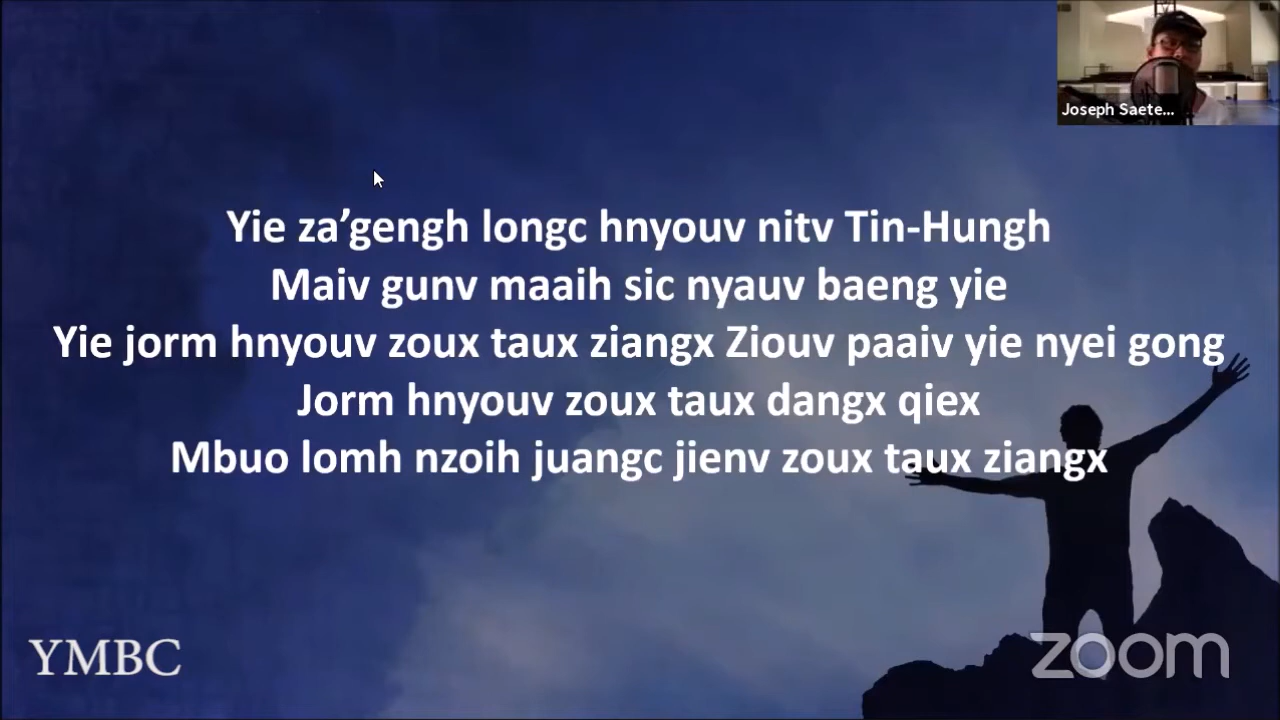 Joseph Saete...
Yie za’gengh longc hnyouv nitv Tin-Hungh
Maiv gunv maaih sic nyauv baeng yie
Yie jorm hnyouv zoux taux ziangx Ziouv paaiv yie nyei gong
Jorm hnyouv zoux taux dangx qiex
Mbuo lomh nzoih juangc jienv zoux taux ziangx
YMBC
zoom